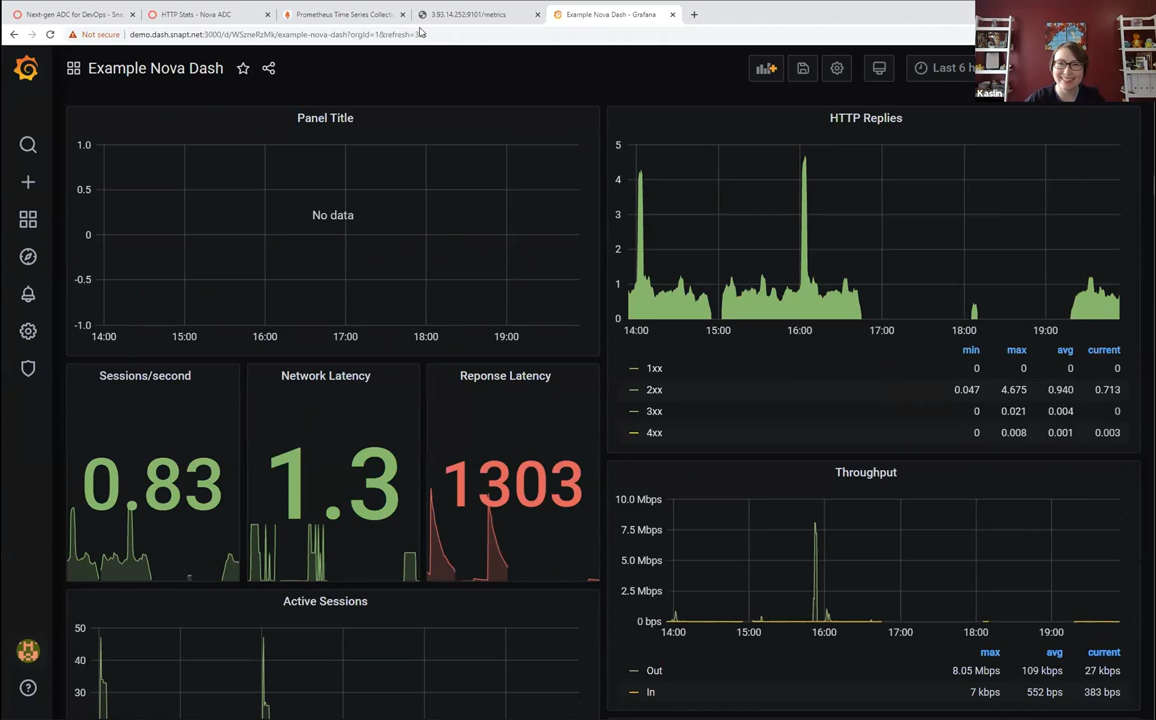 Next-gen ADC for DevOps - Sna
HTTP Stats - Nova ADC
Prometheus Time Series Collecti
3.93.14.252:9101/metrics
Example Nova Dash - Grafana
Not secure
demo.dash.snapt.net:3000/d/WSzneRzMk/example-nova-dash?orgId=1&refresh=3
Example Nova Dash
Last 6 h
Kaslin
Panel Title
1.0
0.5
No data
0
-0.5
-1.0
14:00 15:00 16:00 17:00 18:00 19:00
HTTP Replies
5
4
3
2
1
0
14:00 15:00 16:00 17:00 18:00 19:00
min max avg current
1xx 0 0 0 0
2xx 0.047 4.675 0.940 0.713
3xx 0 0.021 0.004 0
4xx 0 0.008 0.001 0.003
Sessions/second
0.83
Network Latency
1.3
Reponse Latency
1303
Throughput
10.0 Mbps
7.5 Mbps
5.0 Mbps
2.5 Mbps
0 bps
14:00 15:00 16:00 17:00 18:00 19:00
max avg current
Out 8.05 Mbps 109 kbps 27 kbps
In 7 kbps 552 bps 383 bps
Active Sessions
50
40
30